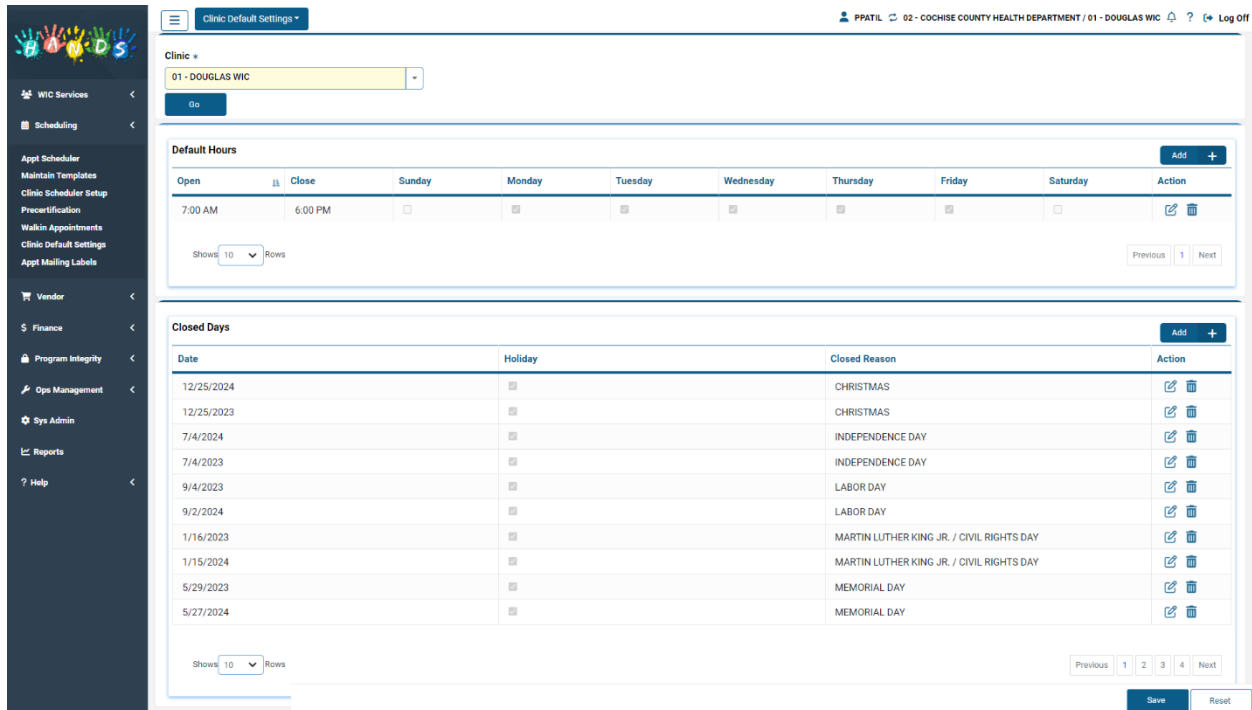 HANDS
Clinic Default Settings
PPATIL 02 - COCHISE COUNTY HEALTH DEPARTMENT / 01 - DOUGLAS WIC ? Log Off
WIC Services
Scheduling
Appt Scheduler
Maintain Templates
Clinic Scheduler Setup
Precertification
Walkin Appointments
Clinic Default Settings
Appt Mailing Labels
Vendor
$ Finance
Program Integrity
Ops Management
Sys Admin
Reports
? Help
Clinic *
01 - DOUGLAS WIC
Go
Default Hours
Add +
Open Close Sunday Monday Tuesday Wednesday Thursday Friday Saturday Action
7:00 AM 6:00 PM
Shows 10 Rows
Previous 1 Next
Closed Days
Add +
Date Holiday Closed Reason Action
12/25/2024 CHRISTMAS
12/25/2023 CHRISTMAS
7/4/2024 INDEPENDENCE DAY
7/4/2023 INDEPENDENCE DAY
9/4/2023 LABOR DAY
9/2/2024 LABOR DAY
1/16/2023 MARTIN LUTHER KING JR. / CIVIL RIGHTS DAY
1/15/2024 MARTIN LUTHER KING JR. / CIVIL RIGHTS DAY
5/29/2023 MEMORIAL DAY
5/27/2024 MEMORIAL DAY
Shows 10 Rows
Previous 1 2 3 4 Next
Save Reset